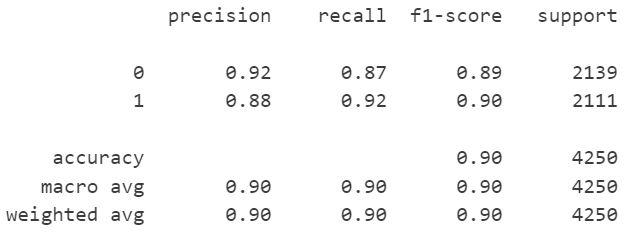 precision recall f1-score support
0 0.92 0.87 0.89 2139
1 0.88 0.92 0.90 2111
accuracy 0.90 4250
macro avg 0.90 0.90 0.90 4250
weighted avg 0.90 0.90 0.90 4250